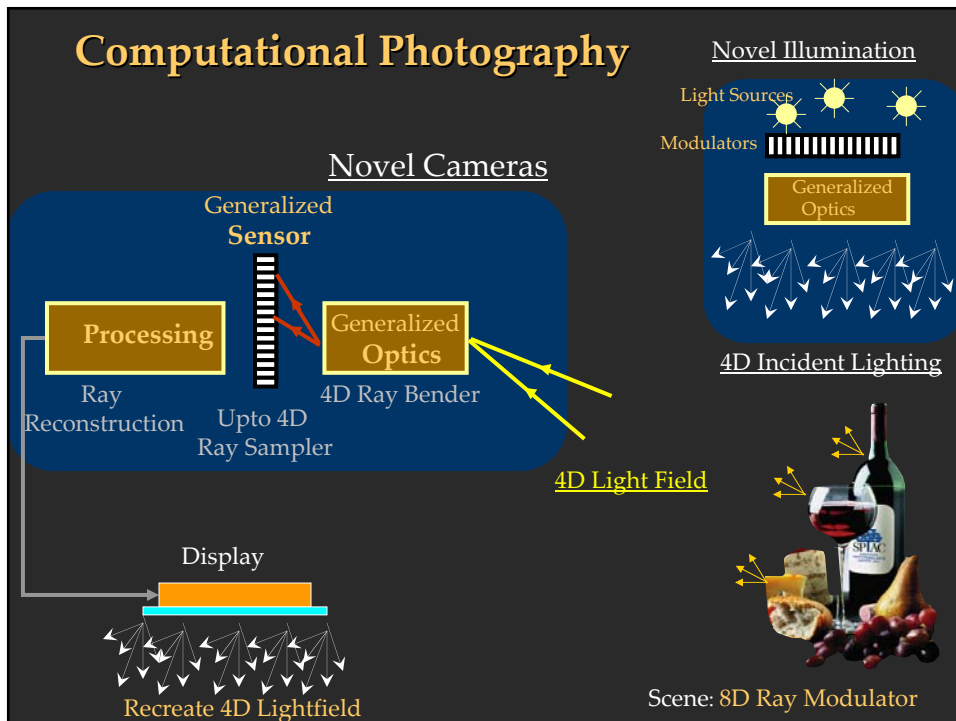 Computational Photography
Novel Illumination
Light Sources
Modulators
Generalized
Optics
4D Incident Lighting
Novel Cameras
Generalized
Sensor
Processing
Generalized
Optics
Ray
Reconstruction
Upto 4D
Ray Sampler
4D Ray Bender
4D Light Field
SPIAC
Display
Recreate 4D Lightfield
Scene: 8D Ray Modulator